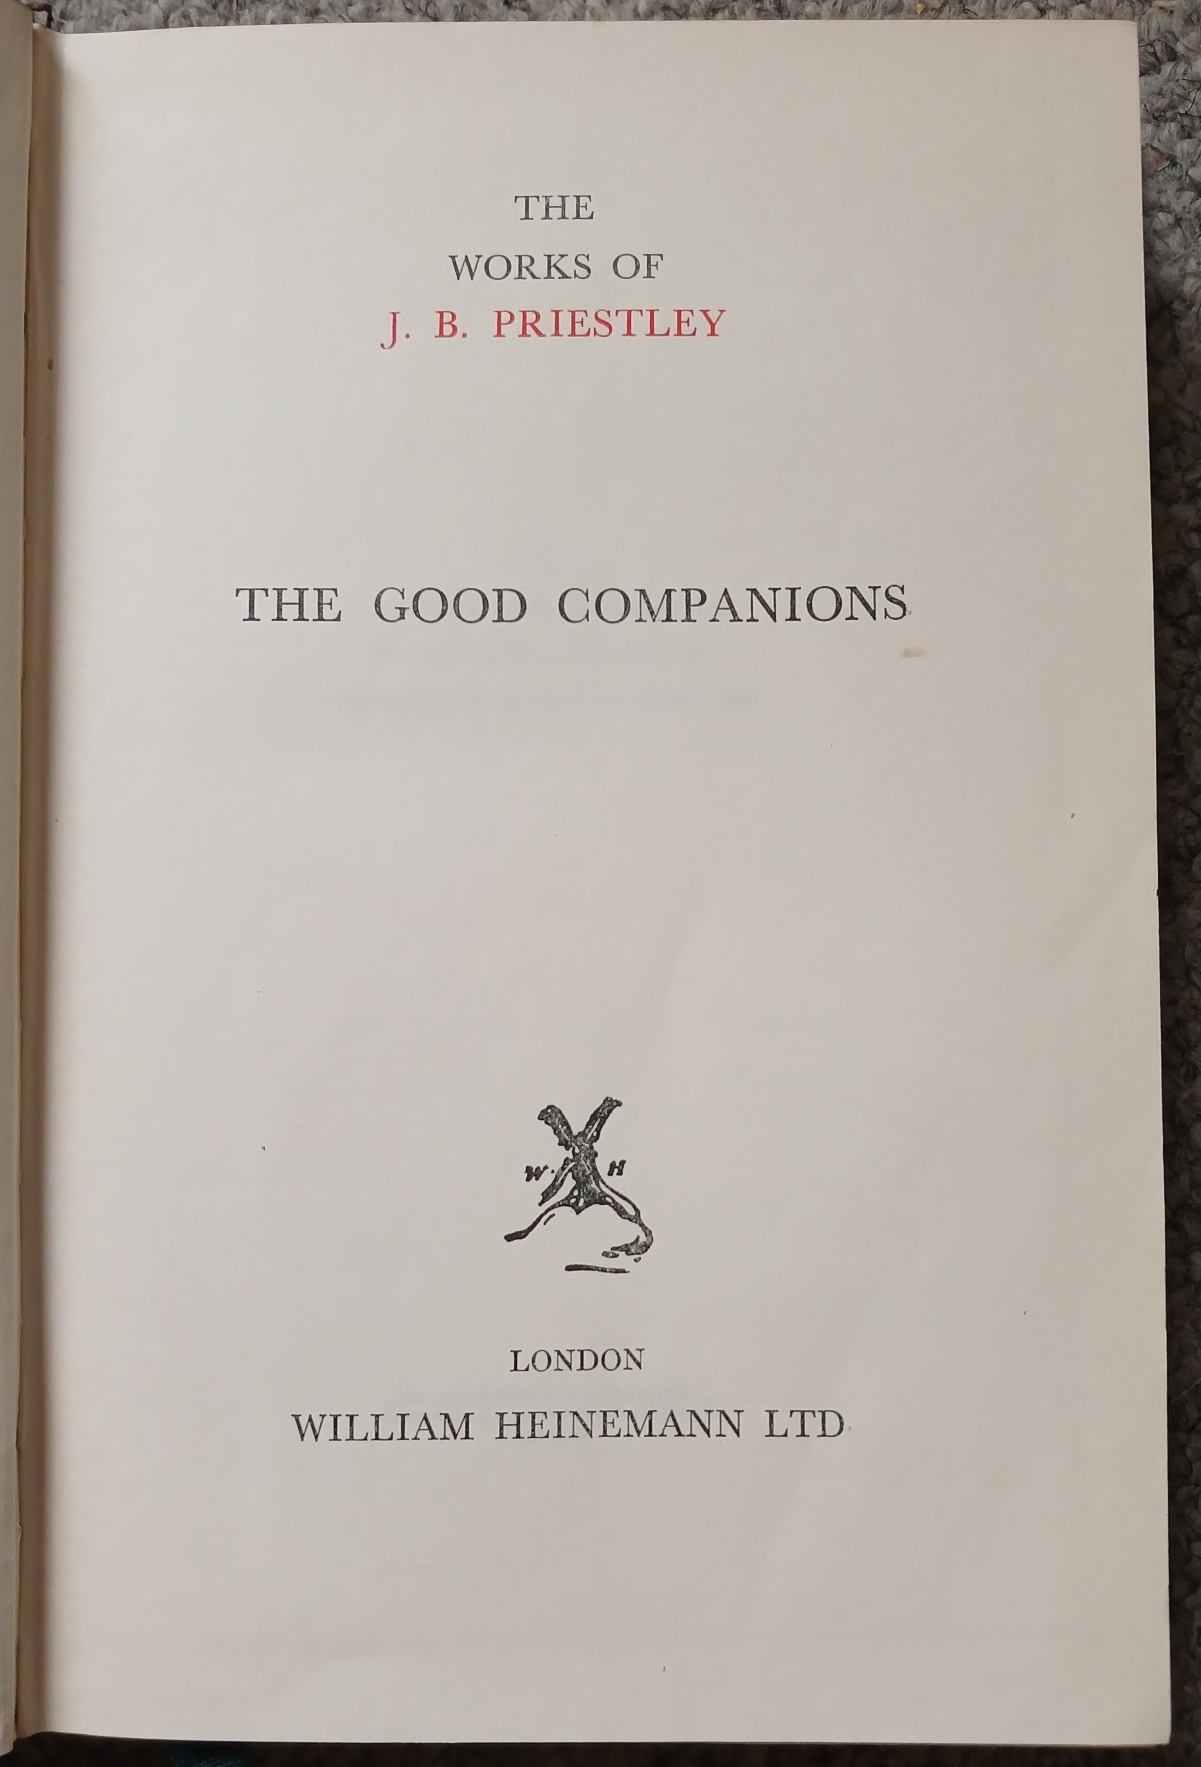 THE
WORKS OF
J. B. PRIESTLEY
THE GOOD COMPANIONS
W. H
LONDON
WILLIAM HEINEMANN LTD